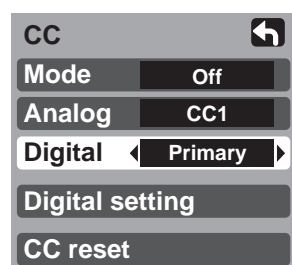 CC
Mode Off
Analog CC1
Digital Primary
Digital setting
CC reset